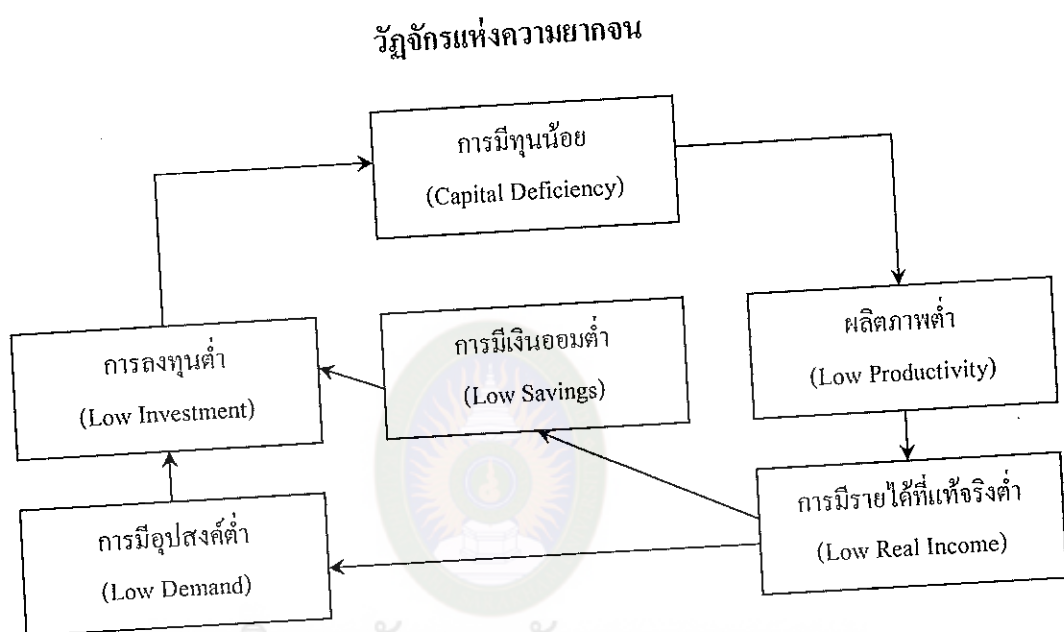 วัฏจักรแห่งความยากจน
การมีทุนน้อย
(Capital Deficiency)
การลงทุนต่ำ
(Low Investment)
การมีเงินออมต่ำ
(Low Savings)
ผลิตภาพต่ำ
(Low Productivity)
การมีอุปสงค์ต่ำ
(Low Demand)
การมีรายได้ที่แท้จริงต่ำ
(Low Real Income)